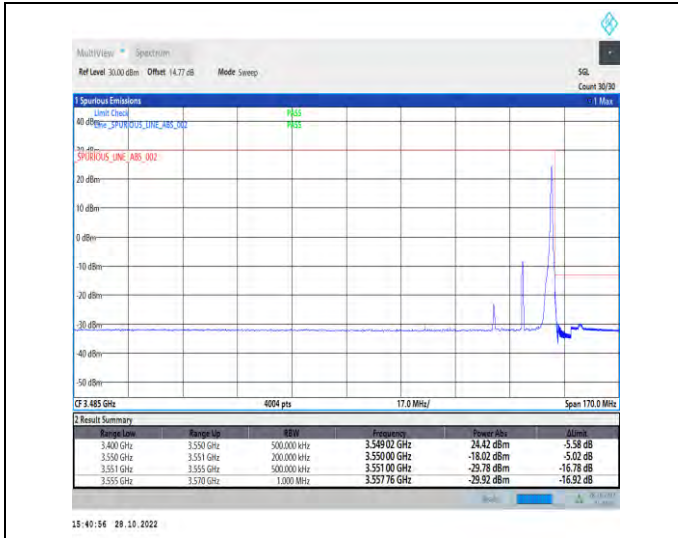 MultiView Spectrum
Ref Level 30.00 dBm Offset 14.77 dB Mode Sweep SGL
Count 30/30
1 Spurious Emissions 1 Max
Limit Check PASS
40 dBm
Line _SPURIOUS_LINE_ABS_002 PASS
_SPURIOUS_LINE_ABS_002
20 dBm
10 dBm
0 dBm
-10 dBm
-20 dBm
-30 dBm
-40 dBm
-50 dBm
CF 3.485 GHz 4004 pts 17.0 MHz/ Span 170.0 MHz
2 Result Summary
Range Low Range Up RBW Frequency Power Abs ΔLimit
3.400 GHz 3.550 GHz 500.000 kHz 3.549 02 GHz 24.42 dBm -5.58 dB
3.550 GHz 3.551 GHz 200.000 kHz 3.550 00 GHz -18.02 dBm -5.02 dB
3.551 GHz 3.555 GHz 500.000 kHz 3.551 00 GHz -29.78 dBm -16.78 dB
3.555 GHz 3.570 GHz 1.000 MHz 3.557 76 GHz -29.92 dBm -16.92 dB
Ready
15:40:56 28.10.2022